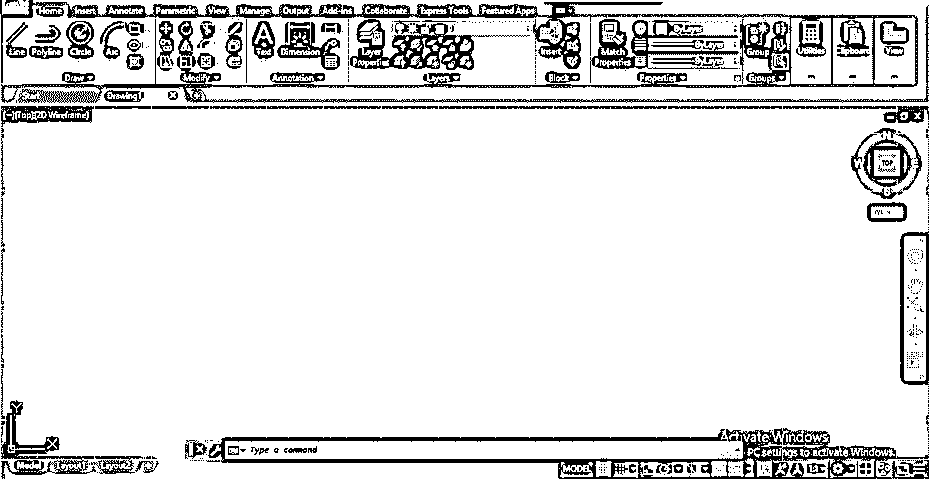 Home Insert Annotate Parametric View Manage Output Add-ins Collaborate Express Tools Featured Apps
Line Polyline Circle Arc Text Dimension Layer Properties Insert Match Properties Group Utilities Clipboard View
Draw Modify Annotation Layers Block Properties Groups
ByLayer
ByLayer
ByLayer
Start Drawing1
[-][Top][2D Wireframe]
N
W TOP E
S
Y
X
Type a command
Activate Windows
PC settings to activate Windows.
Model Layout1 Layout2
MODEL